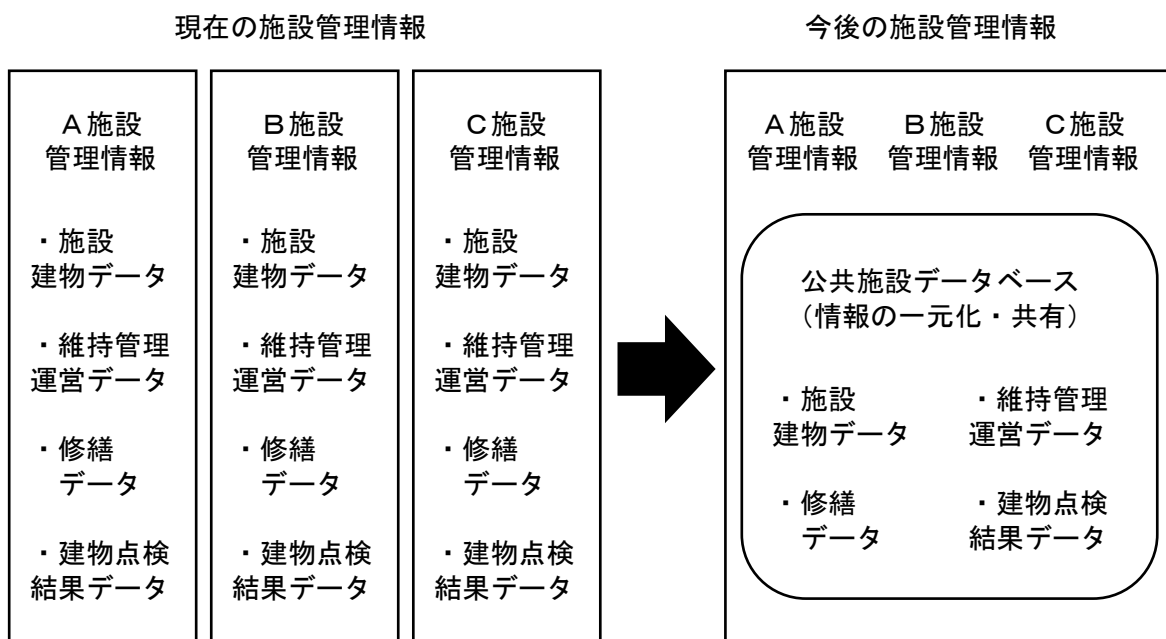 現在の施設管理情報
A施設
管理情報
・施設
建物データ
・維持管理
運営データ
・修繕
データ
・建物点検
結果データ
B施設
管理情報
・施設
建物データ
・維持管理
運営データ
・修繕
データ
・建物点検
結果データ
C施設
管理情報
・施設
建物データ
・維持管理
運営データ
・修繕
データ
・建物点検
結果データ
今後の施設管理情報
A施設
管理情報
B施設
管理情報
C施設
管理情報
公共施設データベース
（情報の一元化・共有）
・施設
建物データ
・維持管理
運営データ
・修繕
データ
・建物点検
結果データ